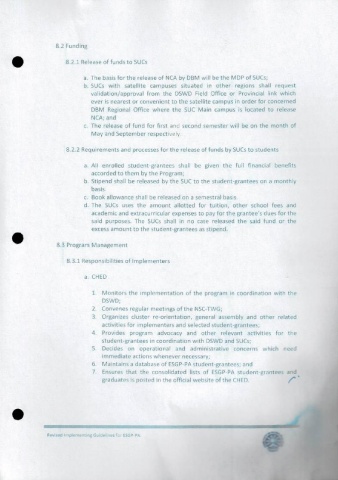 8.2 Funding
8.2.1 Release of funds to SUCs
a. The basis for the release of NCA by DBM will be the MDP of SUCs;
b. SUCs with satellite campuses situated in other regions shall request
validation/approval from the DSWD Field Office or Provincial link which
ever is nearest or convenient to the satellite campus in order for concerned
DBM Regional Office where the SUC Main campus is located to release
NCA; and
c. The release of fund for first and second semester will be on the month of
May and September respectively.
8.2.2 Requirements and processes for the release of funds by SUCs to students
a. All enrolled student-grantees shall be given the full financial benefits
accorded to them by the Program;
b. Stipend shall be released by the SUC to the student-grantees on a monthly
basis.
c. Book allowance shall be released on a semestral basis.
d. The SUCs uses the amount allotted for tuition, other school fees and
academic and extracurricular expenses to pay for the grantee's dues for the
said purposes. The SUCs shall in no case released the said fund or the
excess amount to the student-grantees as stipend.
8.3 Program Management
8.3.1 Responsibilities of Implementers
a. CHED
1. Monitors the implementation of the program in coordination with the
DSWD;
2. Convenes regular meetings of the NSC-TWG;
3. Organizes cluster re-orientation, general assembly and other related
activities for implementers and selected student-grantees;
4. Provides program advocacy and other relevant activities for the
student-grantees in coordination with DSWD and SUCs;
5. Decides on operational and administrative concerns which need
immediate actions whenever necessary;
6. Maintains a database of ESGP-PA student-grantees; and
7. Ensures that the consolidated lists of ESGP-PA student-grantees and
graduates is posted in the official website of the CHED.
Revised Implementing Guidelines for ESGP-PA